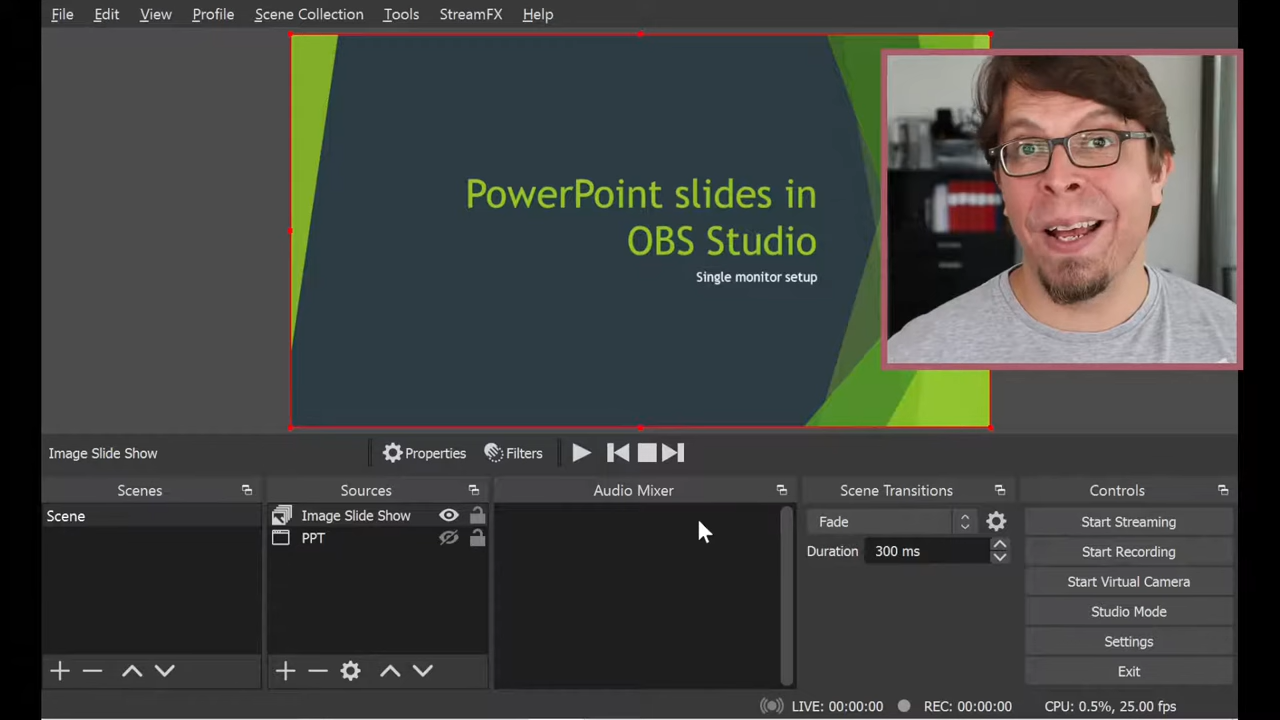 File Edit View Profile Scene Collection Tools StreamFX Help
PowerPoint slides in
OBS Studio
Single monitor setup
Image Slide Show Properties Filters
Scenes Sources Audio Mixer Scene Transitions Controls
Scene Image Slide Show Fade Start Streaming
PPT Duration 300 ms Start Recording
Start Virtual Camera
Studio Mode
Settings
Exit
LIVE: 00:00:00 REC: 00:00:00 CPU: 0.5%, 25.00 fps